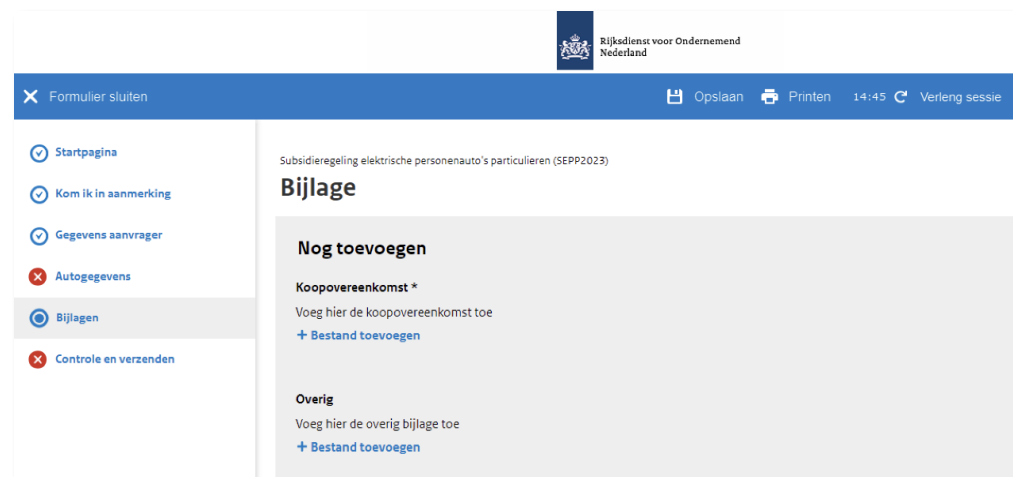 Rijksdienst voor Ondernemend
Nederland
Formulier sluiten
Opslaan
Printen
14:45
Verleng sessie
Startpagina
Kom ik in aanmerking
Gegevens aanvrager
Autogegevens
Bijlagen
Controle en verzenden
Subsidieregeling elektrische personenauto's particulieren (SEPP2023)
Bijlage
Nog toevoegen
Koopovereenkomst *
Voeg hier de koopovereenkomst toe
+ Bestand toevoegen
Overig
Voeg hier de overig bijlage toe
+ Bestand toevoegen